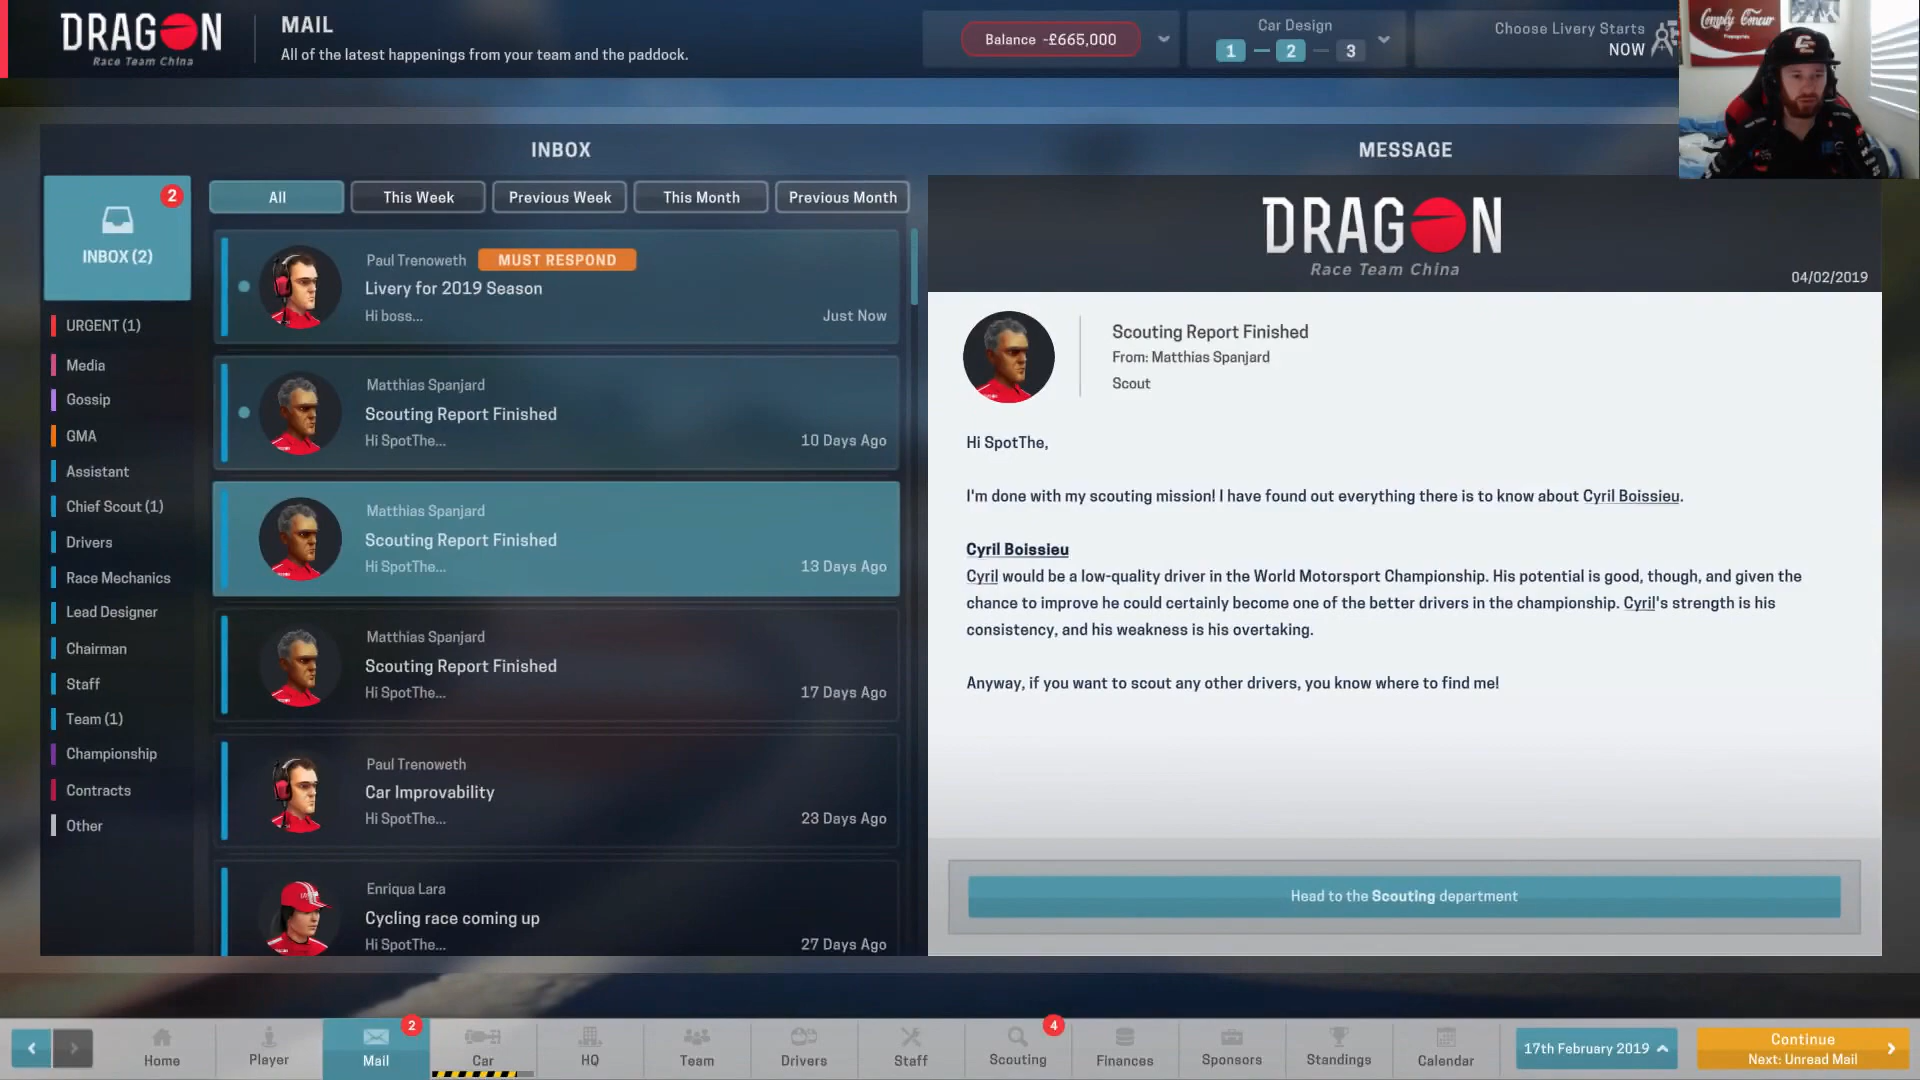 DRAGON
Race Team China
MAIL
All of the latest happenings from your team and the paddock.
Balance -£665,000
Car Design
1 2 3
Choose Livery Starts
NOW
Comply Concur
INBOX
MESSAGE
2
INBOX (2)
URGENT (1)
Media
Gossip
GMA
Assistant
Chief Scout (1)
Drivers
Race Mechanics
Lead Designer
Chairman
Staff
Team (1)
Championship
Contracts
Other
All
This Week
Previous Week
This Month
Previous Month
Paul Trenoweth MUST RESPOND
Livery for 2019 Season
Hi boss...
Just Now
Matthias Spanjard
Scouting Report Finished
Hi SpotThe...
10 Days Ago
Matthias Spanjard
Scouting Report Finished
Hi SpotThe...
13 Days Ago
Matthias Spanjard
Scouting Report Finished
Hi SpotThe...
17 Days Ago
Paul Trenoweth
Car Improvability
Hi SpotThe...
23 Days Ago
Enriqua Lara
Cycling race coming up
Hi SpotThe...
27 Days Ago
DRAGON
Race Team China
04/02/2019
Scouting Report Finished
From: Matthias Spanjard
Scout
Hi SpotThe,
I'm done with my scouting mission! I have found out everything there is to know about Cyril Boissieu.
Cyril Boissieu
Cyril would be a low-quality driver in the World Motorsport Championship. His potential is good, though, and given the
chance to improve he could certainly become one of the better drivers in the championship. Cyril's strength is his
consistency, and his weakness is his overtaking.
Anyway, if you want to scout any other drivers, you know where to find me!
Head to the Scouting department
Home
Player
2
Mail
Car
HQ
Team
Drivers
Staff
4
Scouting
Finances
Sponsors
Standings
Calendar
17th February 2019
Continue
Next: Unread Mail